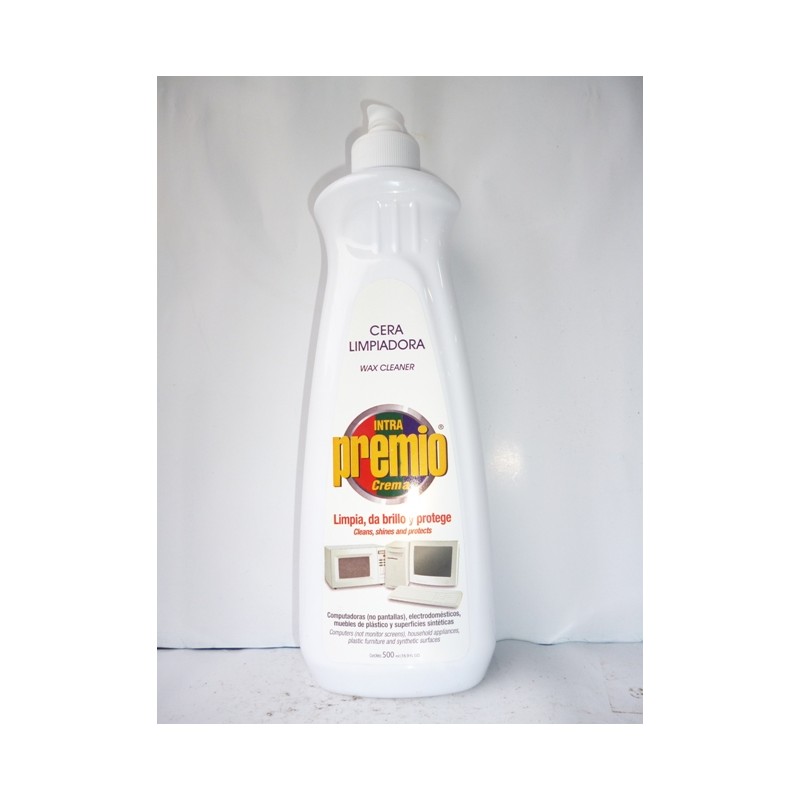 CERA
LIMPIADORA
WAX CLEANER
INTRA
premio®
Crema
Limpia, da brillo y protege
Cleans, shines and protects
Computadoras (no pantallas), electrodomésticos,
muebles de plástico y superficies sintéticas
Computers (not monitor screens), household appliances,
plastic furniture and synthetic surfaces
500